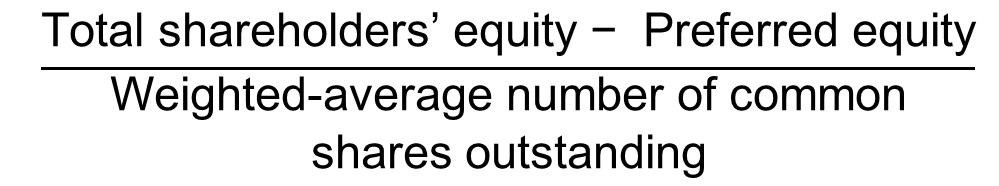 Total shareholders’ equity − Preferred equity
Weighted-average number of common
shares outstanding